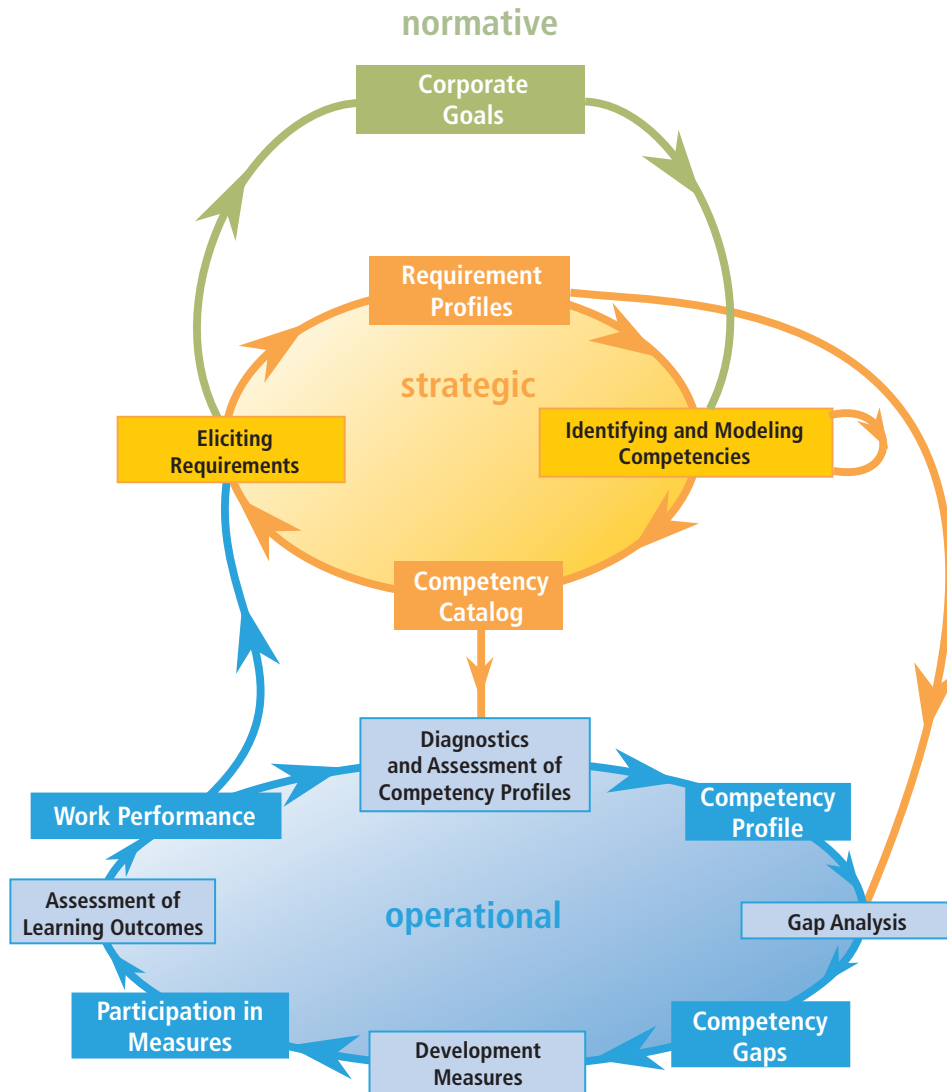 normative
Corporate
Goals
Requirement
Profiles
strategic
Eliciting
Requirements
Identifying and Modeling
Competencies
Competency
Catalog
Diagnostics
and Assessment of
Competency Profiles
Work Performance
Competency
Profile
Assessment of
Learning Outcomes
operational
Gap Analysis
Participation in
Measures
Development
Measures
Competency
Gaps